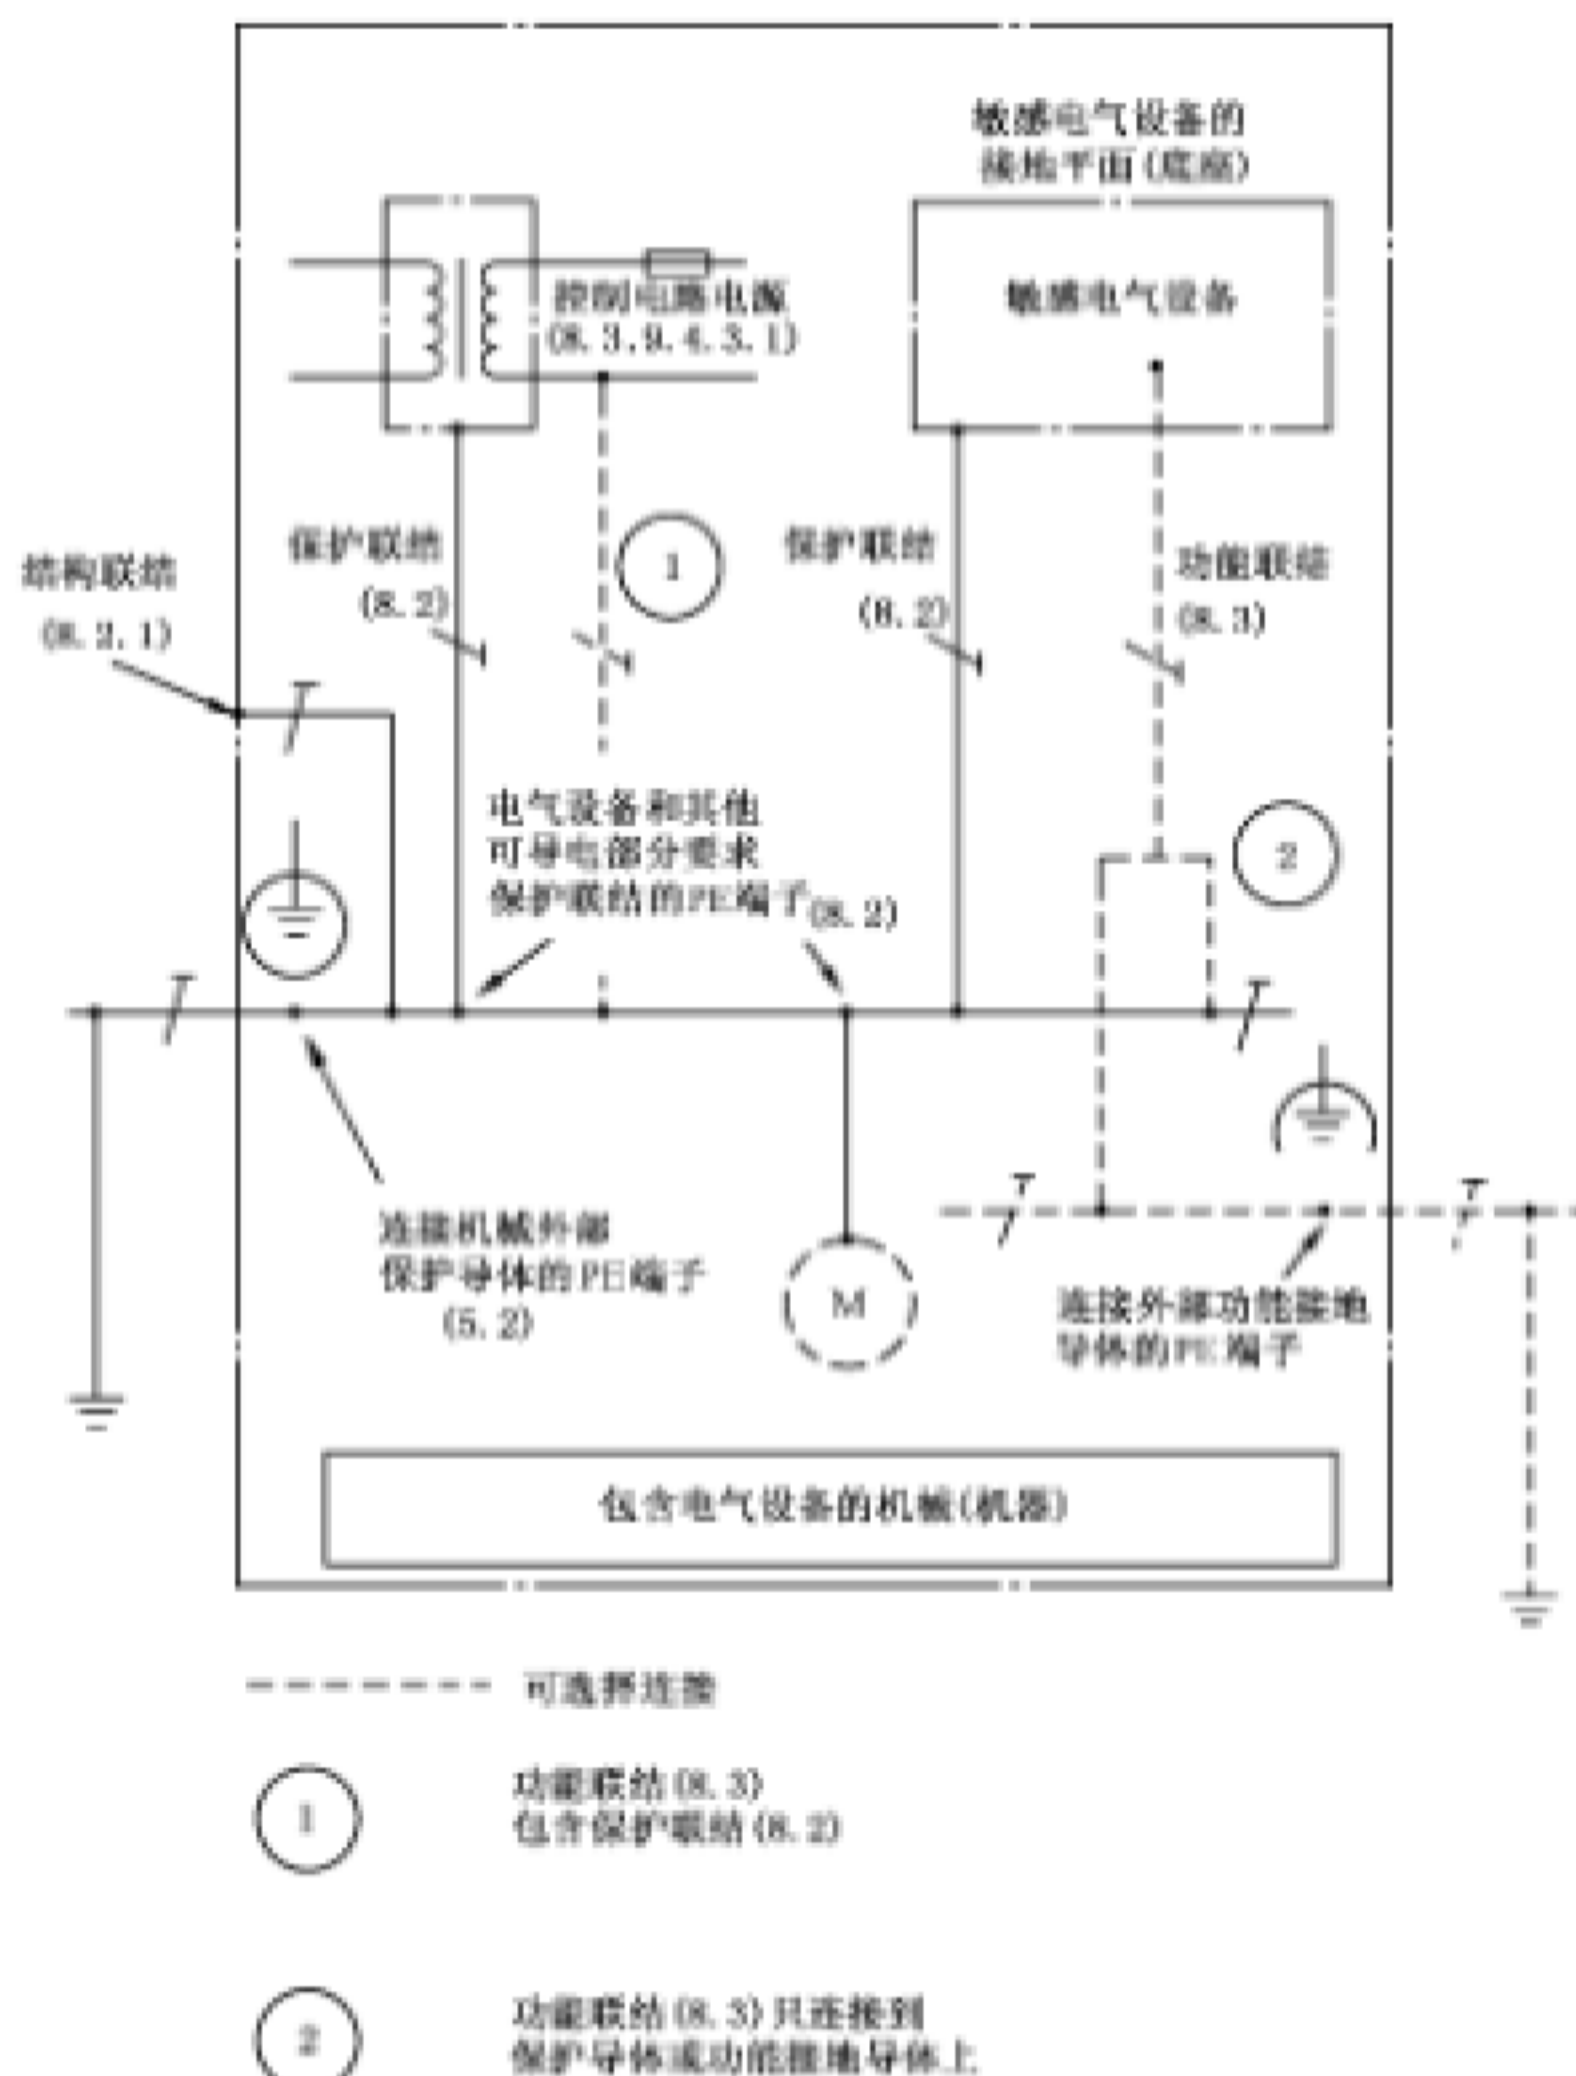 敏感电气设备的
接地平面(底座)
控制电路电源
(8.3,9.4.3.1)
敏感电气设备
保护联结
(8.2)
1
保护联结
(8.2)
功能联结
(8.3)
结构联结
(8.2.1)
电气设备和其他
可导电部分要求
保护联结的PE端子(8.2)
2
连接机械外部
保护导体的PE端子
(5.2)
M
连接外部功能接地
导体的PE端子
包含电气设备的机械(机器)
可选择连接
1
功能联结(8.3)
包含保护联结(8.2)
2
功能联结(8.3)只连接到
保护导体或功能接地导体上